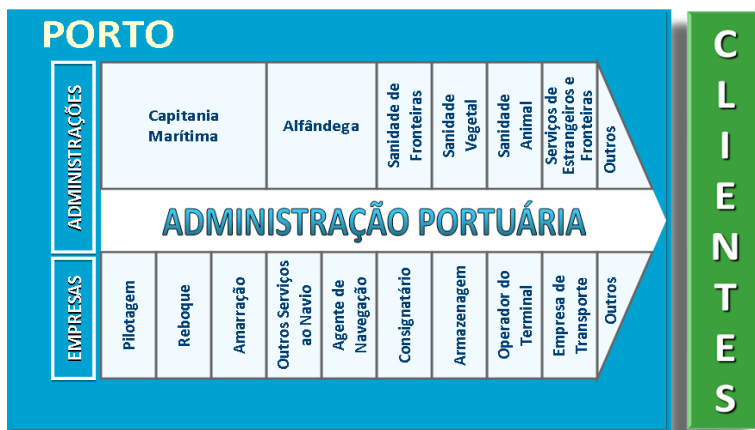 PORTO
ADMINISTRAÇÕES
Capitania
Marítima
Alfândega
Sanidade de
Fronteiras
Sanidade
Vegetal
Sanidade
Animal
Serviços de
Estrangeiros e
Fronteiras
Outros
ADMINISTRAÇÃO PORTUÁRIA
EMPRESAS
Pilotagem
Reboque
Amarração
Outros Serviços
ao Navio
Agente de
Navegação
Consignatário
Armazenagem
Operador do
Terminal
Empresa de
Transporte
Outros
CLIENTES